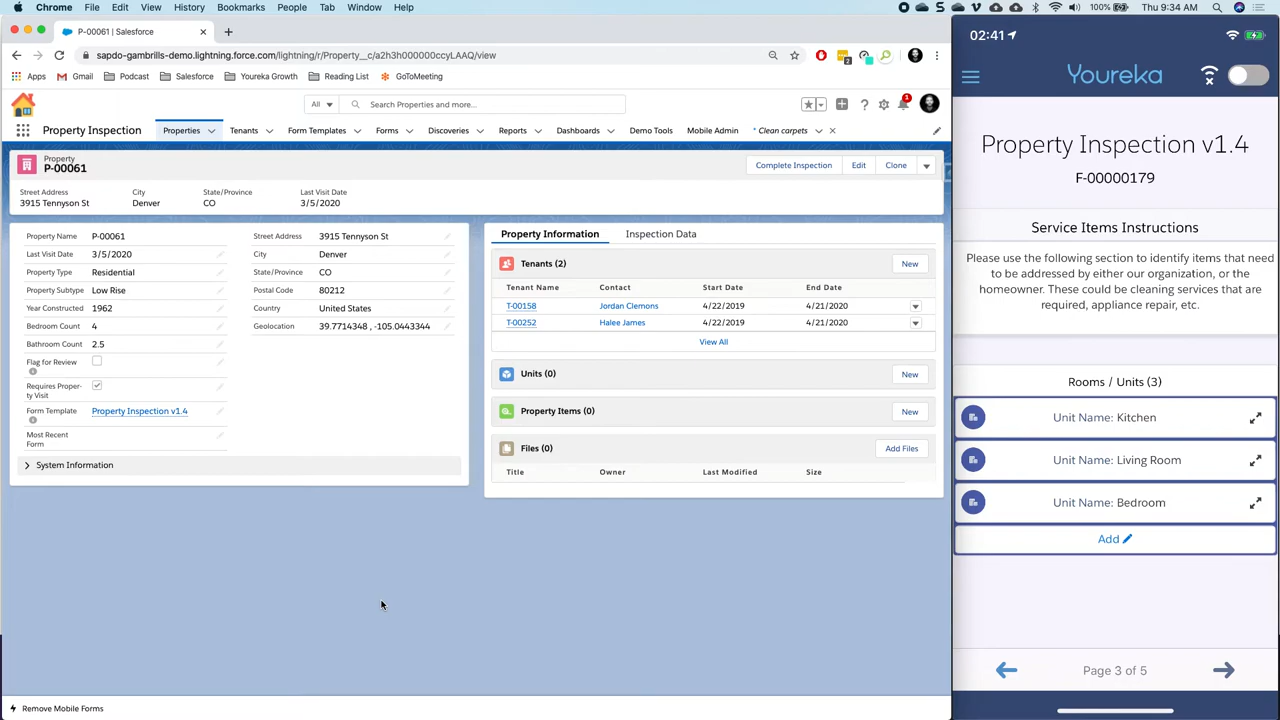 Chrome File Edit View History Bookmarks People Tab Window Help 100% Thu 9:34 AM
P-00061 | Salesforce
sapdo-gambrills-demo.lightning.force.com/lightning/r/Property__c/a2h3h000000ccyLAAQ/view
Apps Gmail Podcast Salesforce Youreka Growth Reading List GoToMeeting
All Search Properties and more...
Property Inspection Properties Tenants Form Templates Forms Discoveries Reports Dashboards Demo Tools Mobile Admin * Clean carpets
Property
P-00061
Complete Inspection Edit Clone
Street Address City State/Province Last Visit Date
3915 Tennyson St Denver CO 3/5/2020
Property Name P-00061
Last Visit Date 3/5/2020
Property Type Residential
Property Subtype Low Rise
Year Constructed 1962
Bedroom Count 4
Bathroom Count 2.5
Flag for Review
Requires Proper-
ty Visit
Form Template Property Inspection v1.4
Most Recent
Form
System Information
Street Address 3915 Tennyson St
City Denver
State/Province CO
Postal Code 80212
Country United States
Geolocation 39.7714348 , -105.0443344
Property Information Inspection Data
Tenants (2) New
Tenant Name Contact Start Date End Date
T-00158 Jordan Clemons 4/22/2019 4/21/2020
T-00252 Halee James 4/22/2019 4/21/2020
View All
Units (0) New
Property Items (0) New
Files (0) Add Files
Title Owner Last Modified Size
Remove Mobile Forms
02:41
Youreka
Property Inspection v1.4
F-00000179
Service Items Instructions
Please use the following section to identify items that need
to be addressed by either our organization, or the
homeowner. These could be cleaning services that are
required, appliance repair, etc.
Rooms / Units (3)
Unit Name: Kitchen
Unit Name: Living Room
Unit Name: Bedroom
Add
Page 3 of 5